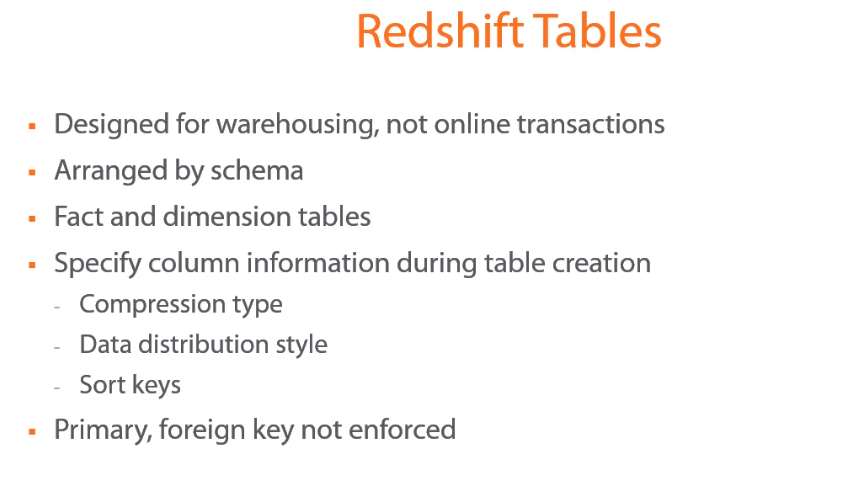 Redshift Tables
▪ Designed for warehousing, not online transactions
▪ Arranged by schema
▪ Fact and dimension tables
▪ Specify column information during table creation
- Compression type
- Data distribution style
- Sort keys
▪ Primary, foreign key not enforced